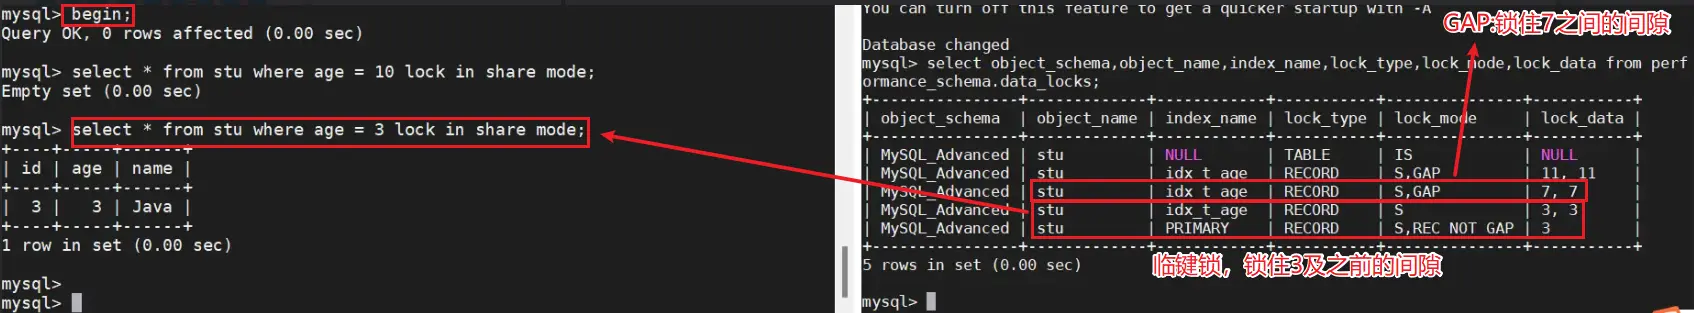 mysql> begin;
Query OK, 0 rows affected (0.00 sec)
mysql> select * from stu where age = 10 lock in share mode;
Empty set (0.00 sec)
mysql> select * from stu where age = 3 lock in share mode;
+----+-----+------+
| id | age | name |
+----+-----+------+
|  3 |   3 | Java |
+----+-----+------+
1 row in set (0.00 sec)
mysql>
mysql>
You can turn off this feature to get a quicker startup with -A
GAP:锁住7之间的间隙
Database changed
mysql> select object_schema,object_name,index_name,lock_type,lock_mode,lock_data from perf
ormance_schema.data_locks;
+----------------+-------------+------------+-----------+---------------+-----------+
| object_schema  | object_name | index_name | lock_type | lock_mode     | lock_data |
+----------------+-------------+------------+-----------+---------------+-----------+
| MySQL_Advanced | stu         | NULL       | TABLE     | IS            | NULL      |
| MySQL_Advanced | stu         | idx_t_age  | RECORD    | S,GAP         | 11, 11    |
| MySQL_Advanced | stu         | idx_t_age  | RECORD    | S,GAP         | 7, 7      |
| MySQL_Advanced | stu         | idx_t_age  | RECORD    | S             | 3, 3      |
| MySQL_Advanced | stu         | PRIMARY    | RECORD    | S,REC_NOT_GAP | 3         |
+----------------+-------------+------------+-----------+---------------+-----------+
5 rows in set (0.00 sec)
临键锁，锁住3及之前的间隙
mysql>